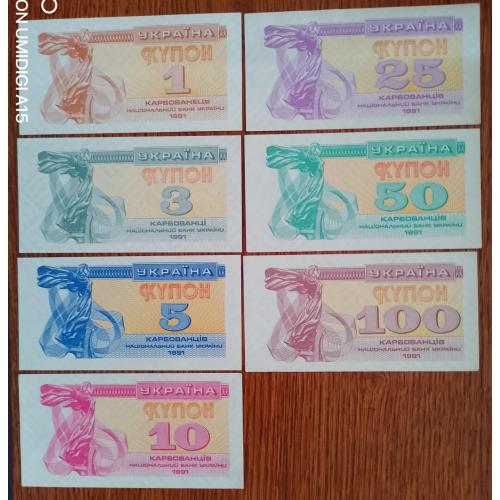 ONUMIDIGI A15
УКРАЇНА
КУПОН
1
КАРБОВАНЕЦЬ
НАЦІОНАЛЬНИЙ БАНК УКРАЇНИ
1991
УКРАЇНА
КУПОН
3
КАРБОВАНЦІ
НАЦІОНАЛЬНИЙ БАНК УКРАЇНИ
1991
УКРАЇНА
КУПОН
5
КАРБОВАНЦІВ
НАЦІОНАЛЬНИЙ БАНК УКРАЇНИ
1991
УКРАЇНА
КУПОН
10
КАРБОВАНЦІВ
НАЦІОНАЛЬНИЙ БАНК УКРАЇНИ
1991
УКРАЇНА
КУПОН
25
КАРБОВАНЦІВ
НАЦІОНАЛЬНИЙ БАНК УКРАЇНИ
1991
УКРАЇНА
КУПОН
50
КАРБОВАНЦІВ
НАЦІОНАЛЬНИЙ БАНК УКРАЇНИ
1991
УКРАЇНА
КУПОН
100
КАРБОВАНЦІВ
НАЦІОНАЛЬНИЙ БАНК УКРАЇНИ
1991